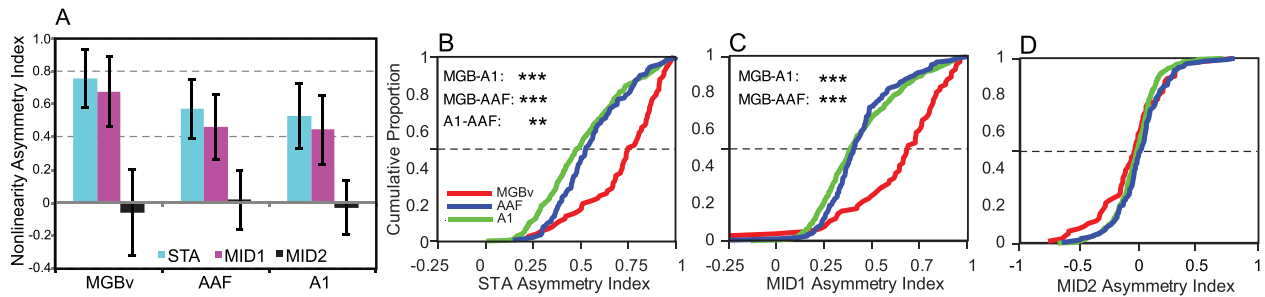 A
Nonlinearity Asymmetry Index
1.0
0.8
0.6
0.4
0.2
0
-0.2
-0.4
STA MID1 MID2
MGBv AAF A1
B
Cumulative Proportion
1
0.8
0.6
0.4
0.2
0
MGB-A1: ***
MGB-AAF: ***
A1-AAF: **
MGBv
AAF
A1
-0.25 0 0.25 0.5 0.75 1
STA Asymmetry Index
C
1
0.8
0.6
0.4
0.2
0
MGB-A1: ***
MGB-AAF: ***
-0.25 0 0.25 0.5 0.75 1
MID1 Asymmetry Index
D
1
0.8
0.6
0.4
0.2
0
-1 -0.5 0 0.5 1
MID2 Asymmetry Index